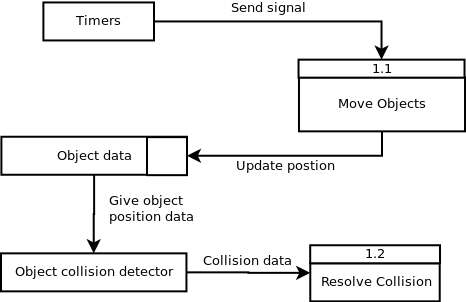 Send signal
Timers
1.1
Move Objects
Object data
Update postion
Give object
position data
Collision data
1.2
Object collision detector
Resolve Collision